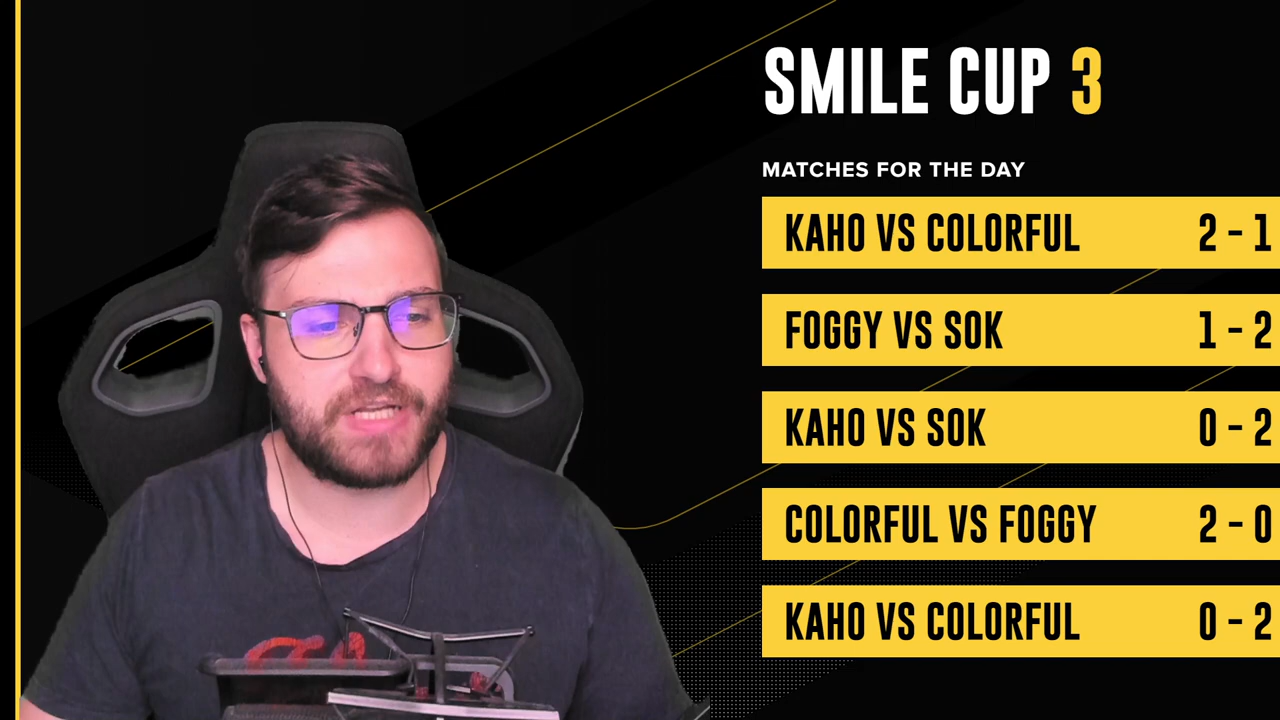 SMILE CUP 3
MATCHES FOR THE DAY
KAHO VS COLORFUL 2 - 1
FOGGY VS SOK 1 - 2
KAHO VS SOK 0 - 2
COLORFUL VS FOGGY 2 - 0
KAHO VS COLORFUL 0 - 2